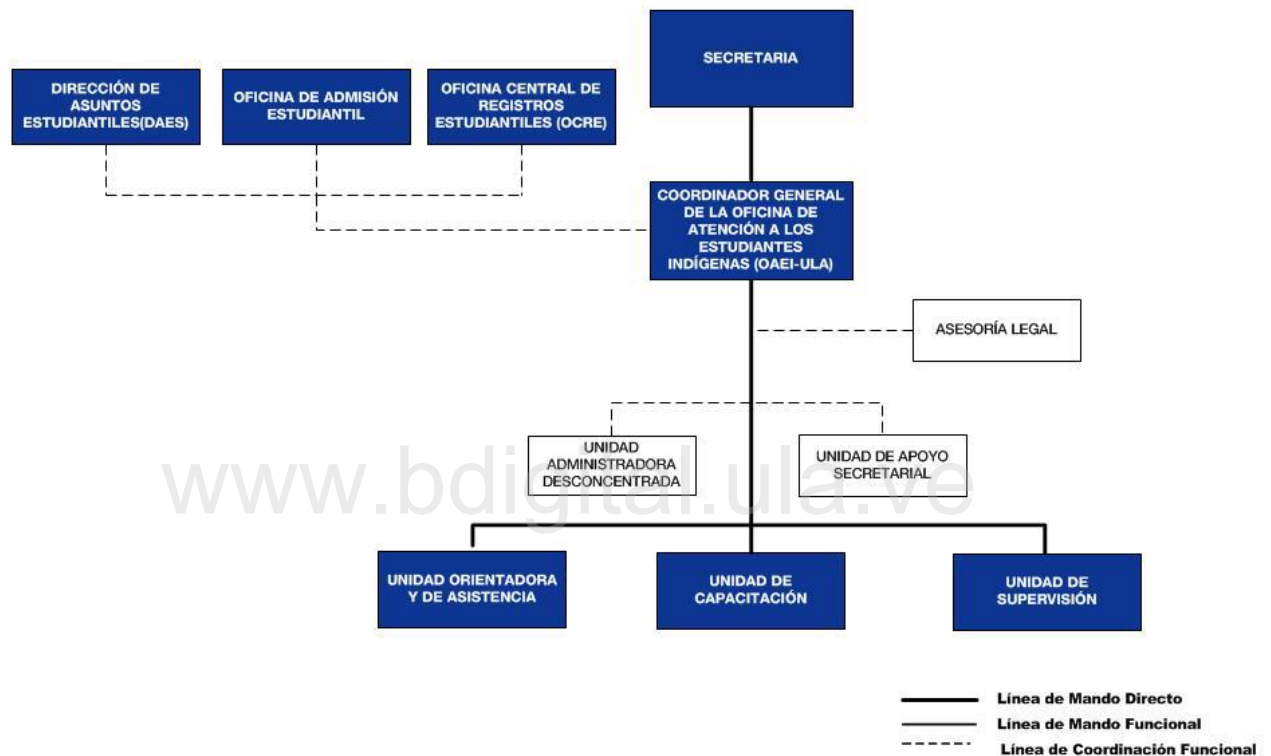 SECRETARIA
DIRECCIÓN DE
ASUNTOS
ESTUDIANTILES(DAES)
OFICINA DE ADMISIÓN
ESTUDIANTIL
OFICINA CENTRAL DE
REGISTROS
ESTUDIANTILES (OCRE)
COORDINADOR GENERAL
DE LA OFICINA DE
ATENCIÓN A LOS
ESTUDIANTES
INDÍGENAS (OAEI-ULA)
ASESORÍA LEGAL
UNIDAD
ADMINISTRADORA
DESCONCENTRADA
UNIDAD DE APOYO
SECRETARIAL
www.bdigital.ula.ve
UNIDAD ORIENTADORA
Y DE ASISTENCIA
UNIDAD DE
CAPACITACIÓN
UNIDAD DE
SUPERVISIÓN
Línea de Mando Directo
Línea de Mando Funcional
Línea de Coordinación Funcional